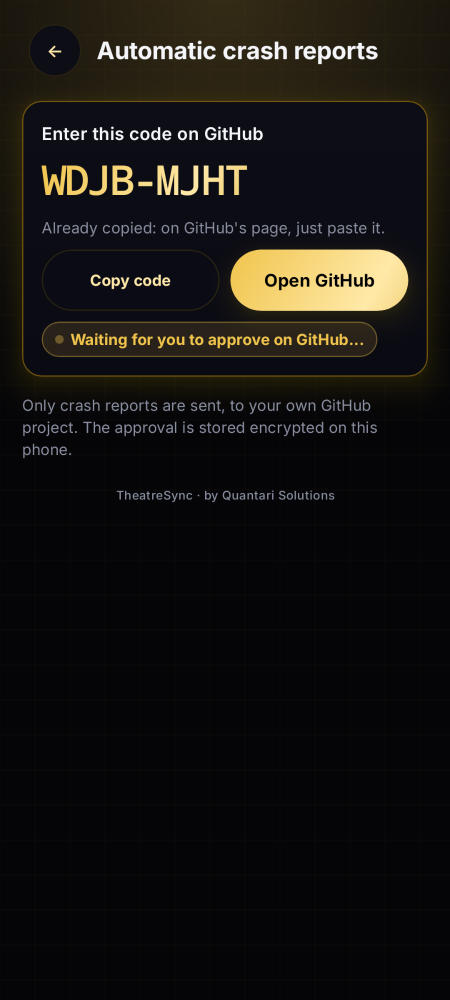 ←
Automatic crash reports
Enter this code on GitHub
WDJB-MJHT
Already copied: on GitHub's page, just paste it.
Copy code
Open GitHub
Waiting for you to approve on GitHub...
Only crash reports are sent, to your own GitHub
project. The approval is stored encrypted on this
phone.
TheatreSync · by Quantari Solutions